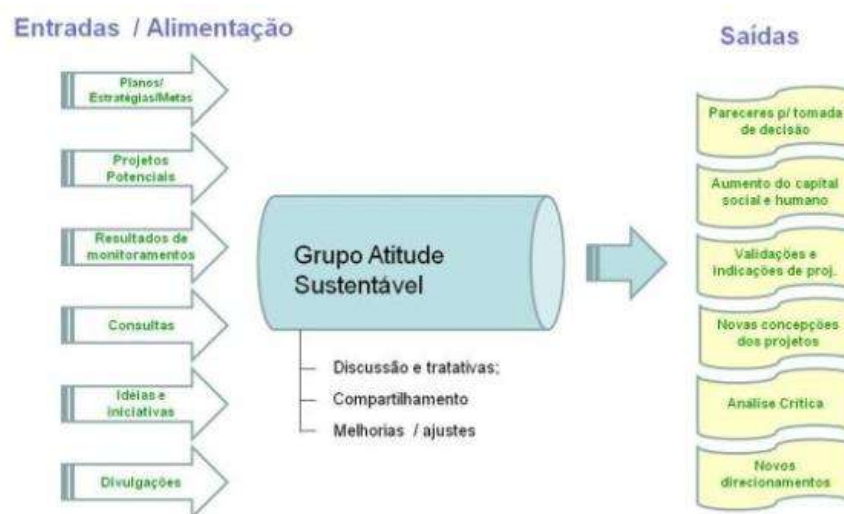 Entradas / Alimentação
Planos/
Estratégias/Metas
Projetos
Potenciais
Resultados de
monitoramentos
Consultas
Idéias e
iniciativas
Divulgações
Grupo Atitude
Sustentável
Discussão e tratativas;
Compartilhamento
Melhorias / ajustes
Saídas
Pareceres p/ tomada
de decisão
Aumento do capital
social e humano
Validações e
indicações de proj.
Novas concepções
dos projetos
Análise Crítica
Novos
direcionamentos